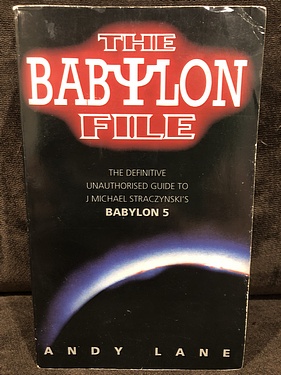 THE
BABYLON
FILE
THE DEFINITIVE
UNAUTHORISED GUIDE TO
J MICHAEL STRACZYNSKI'S
BABYLON 5
ANDY LANE